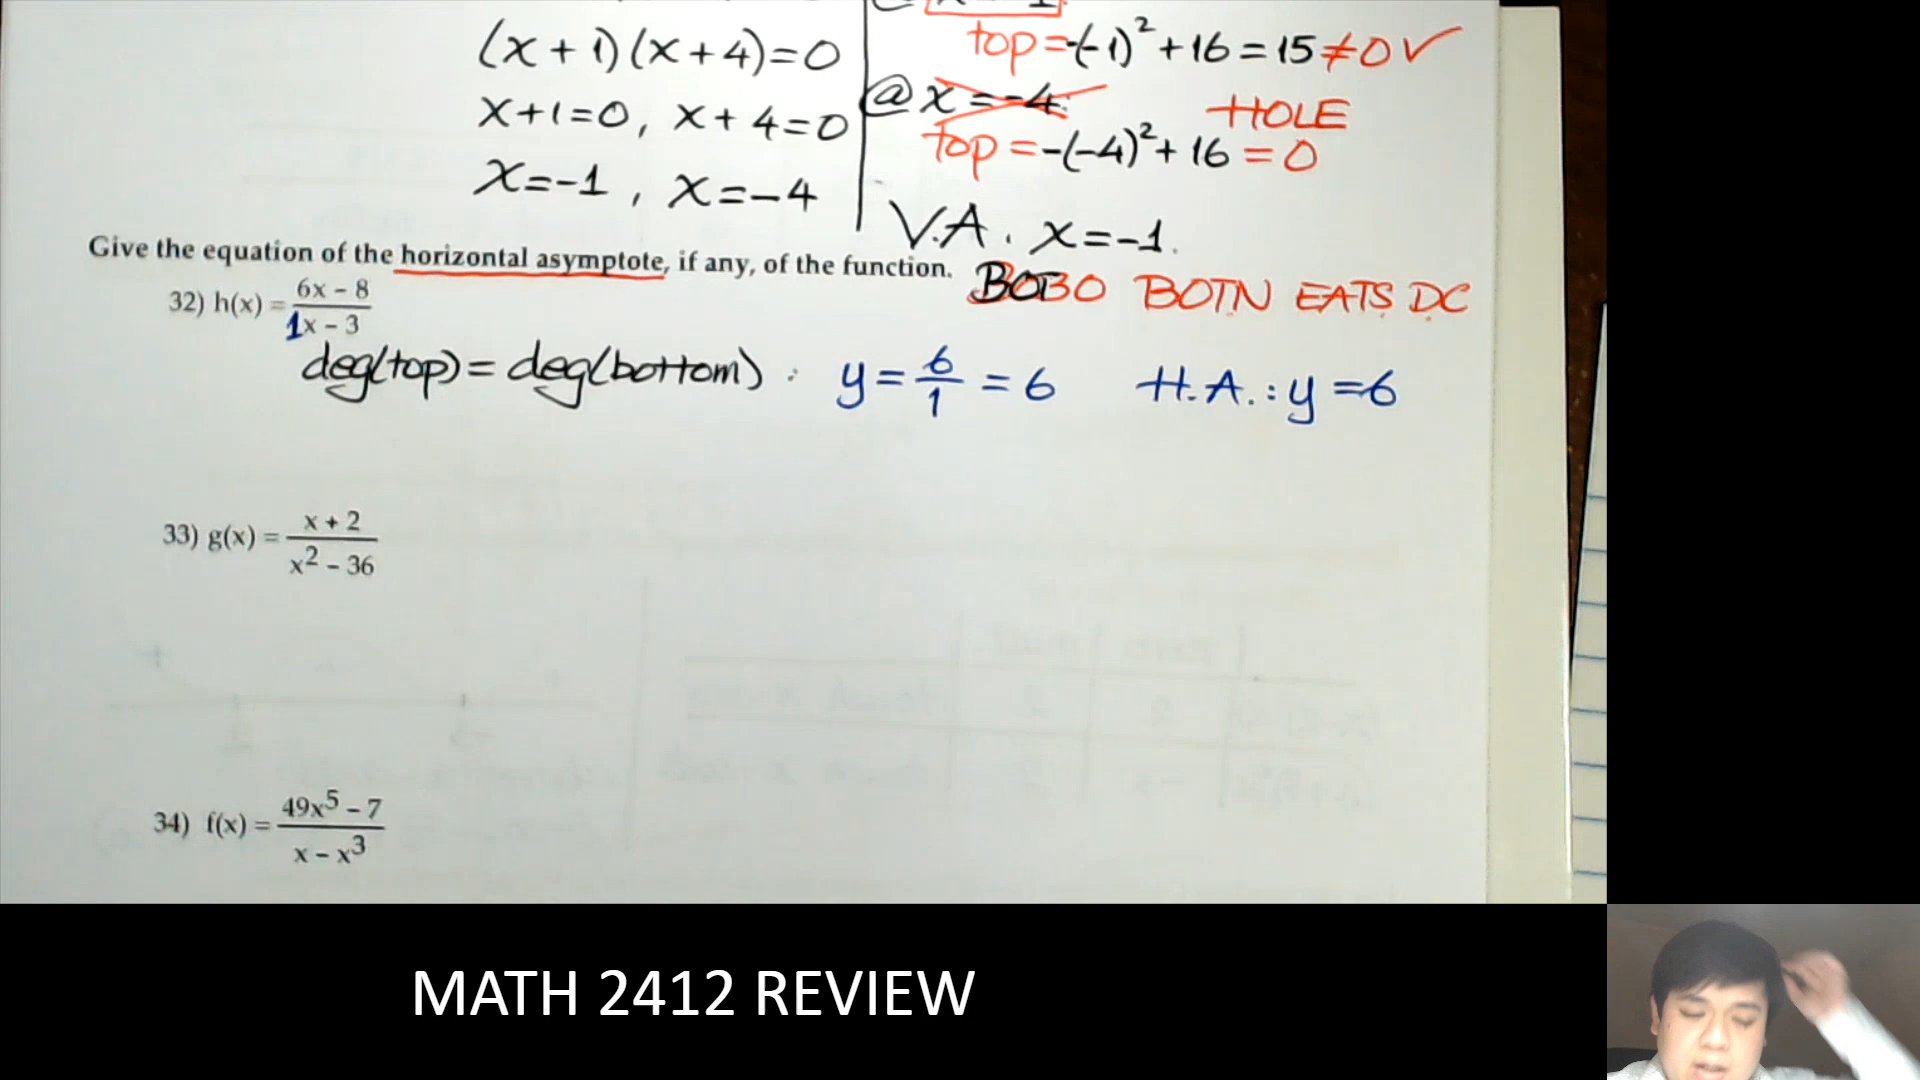 (x+1)(x+4)=0
x+1=0, x+4=0
x=-1, x=-4
top=-(-1)²+16=15≠0✓
@x=-4:
HOLE
top=-(-4)²+16=0
V.A. x=-1.
Give the equation of the horizontal asymptote, if any, of the function.
BOBO BOTN EATS DC
32) h(x) = 6x - 8
1x - 3
deg(top)=deg(bottom): y=6/1=6 H.A.: y=6
33) g(x) = x + 2
x² - 36
34) f(x) = 49x⁵ - 7
x - x³
MATH 2412 REVIEW